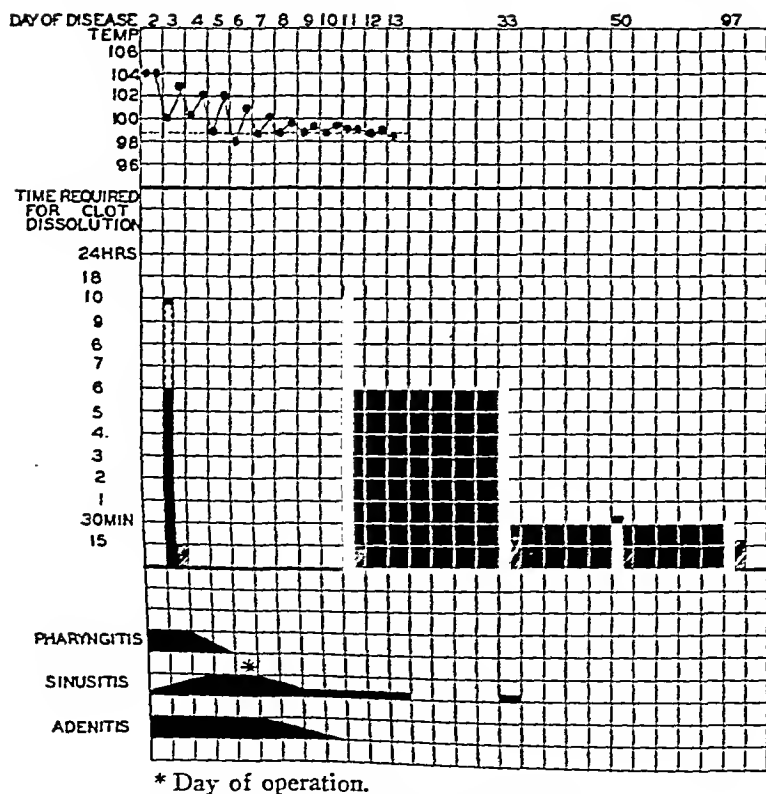 DAY OF DISEASE 2 3 4 5 6 7 8 9 10 11 12 13 33 50 97
TEMP
106
104
102
100
98
96
TIME REQUIRED
FOR CLOT
DISSOLUTION
24HRS
18
10
9
6
7
6
5
4
3
2
1
30MIN
15
PHARYNGITIS
*
SINUSITIS
ADENITIS
* Day of operation.